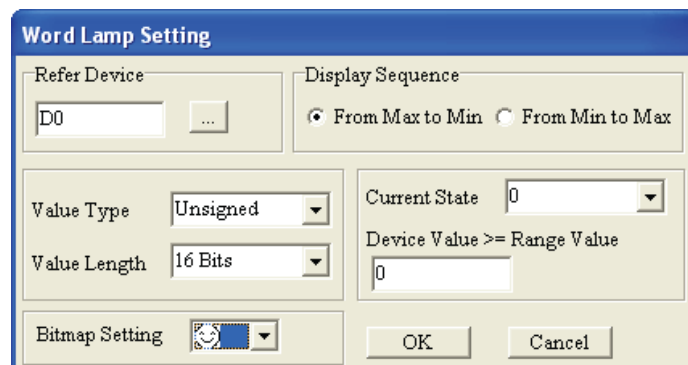 Word Lamp Setting
Refer Device
D0
...
Display Sequence
From Max to Min
From Min to Max
Value Type
Unsigned
Value Length
16 Bits
Current State
0
Device Value >= Range Value
0
Bitmap Setting
OK
Cancel